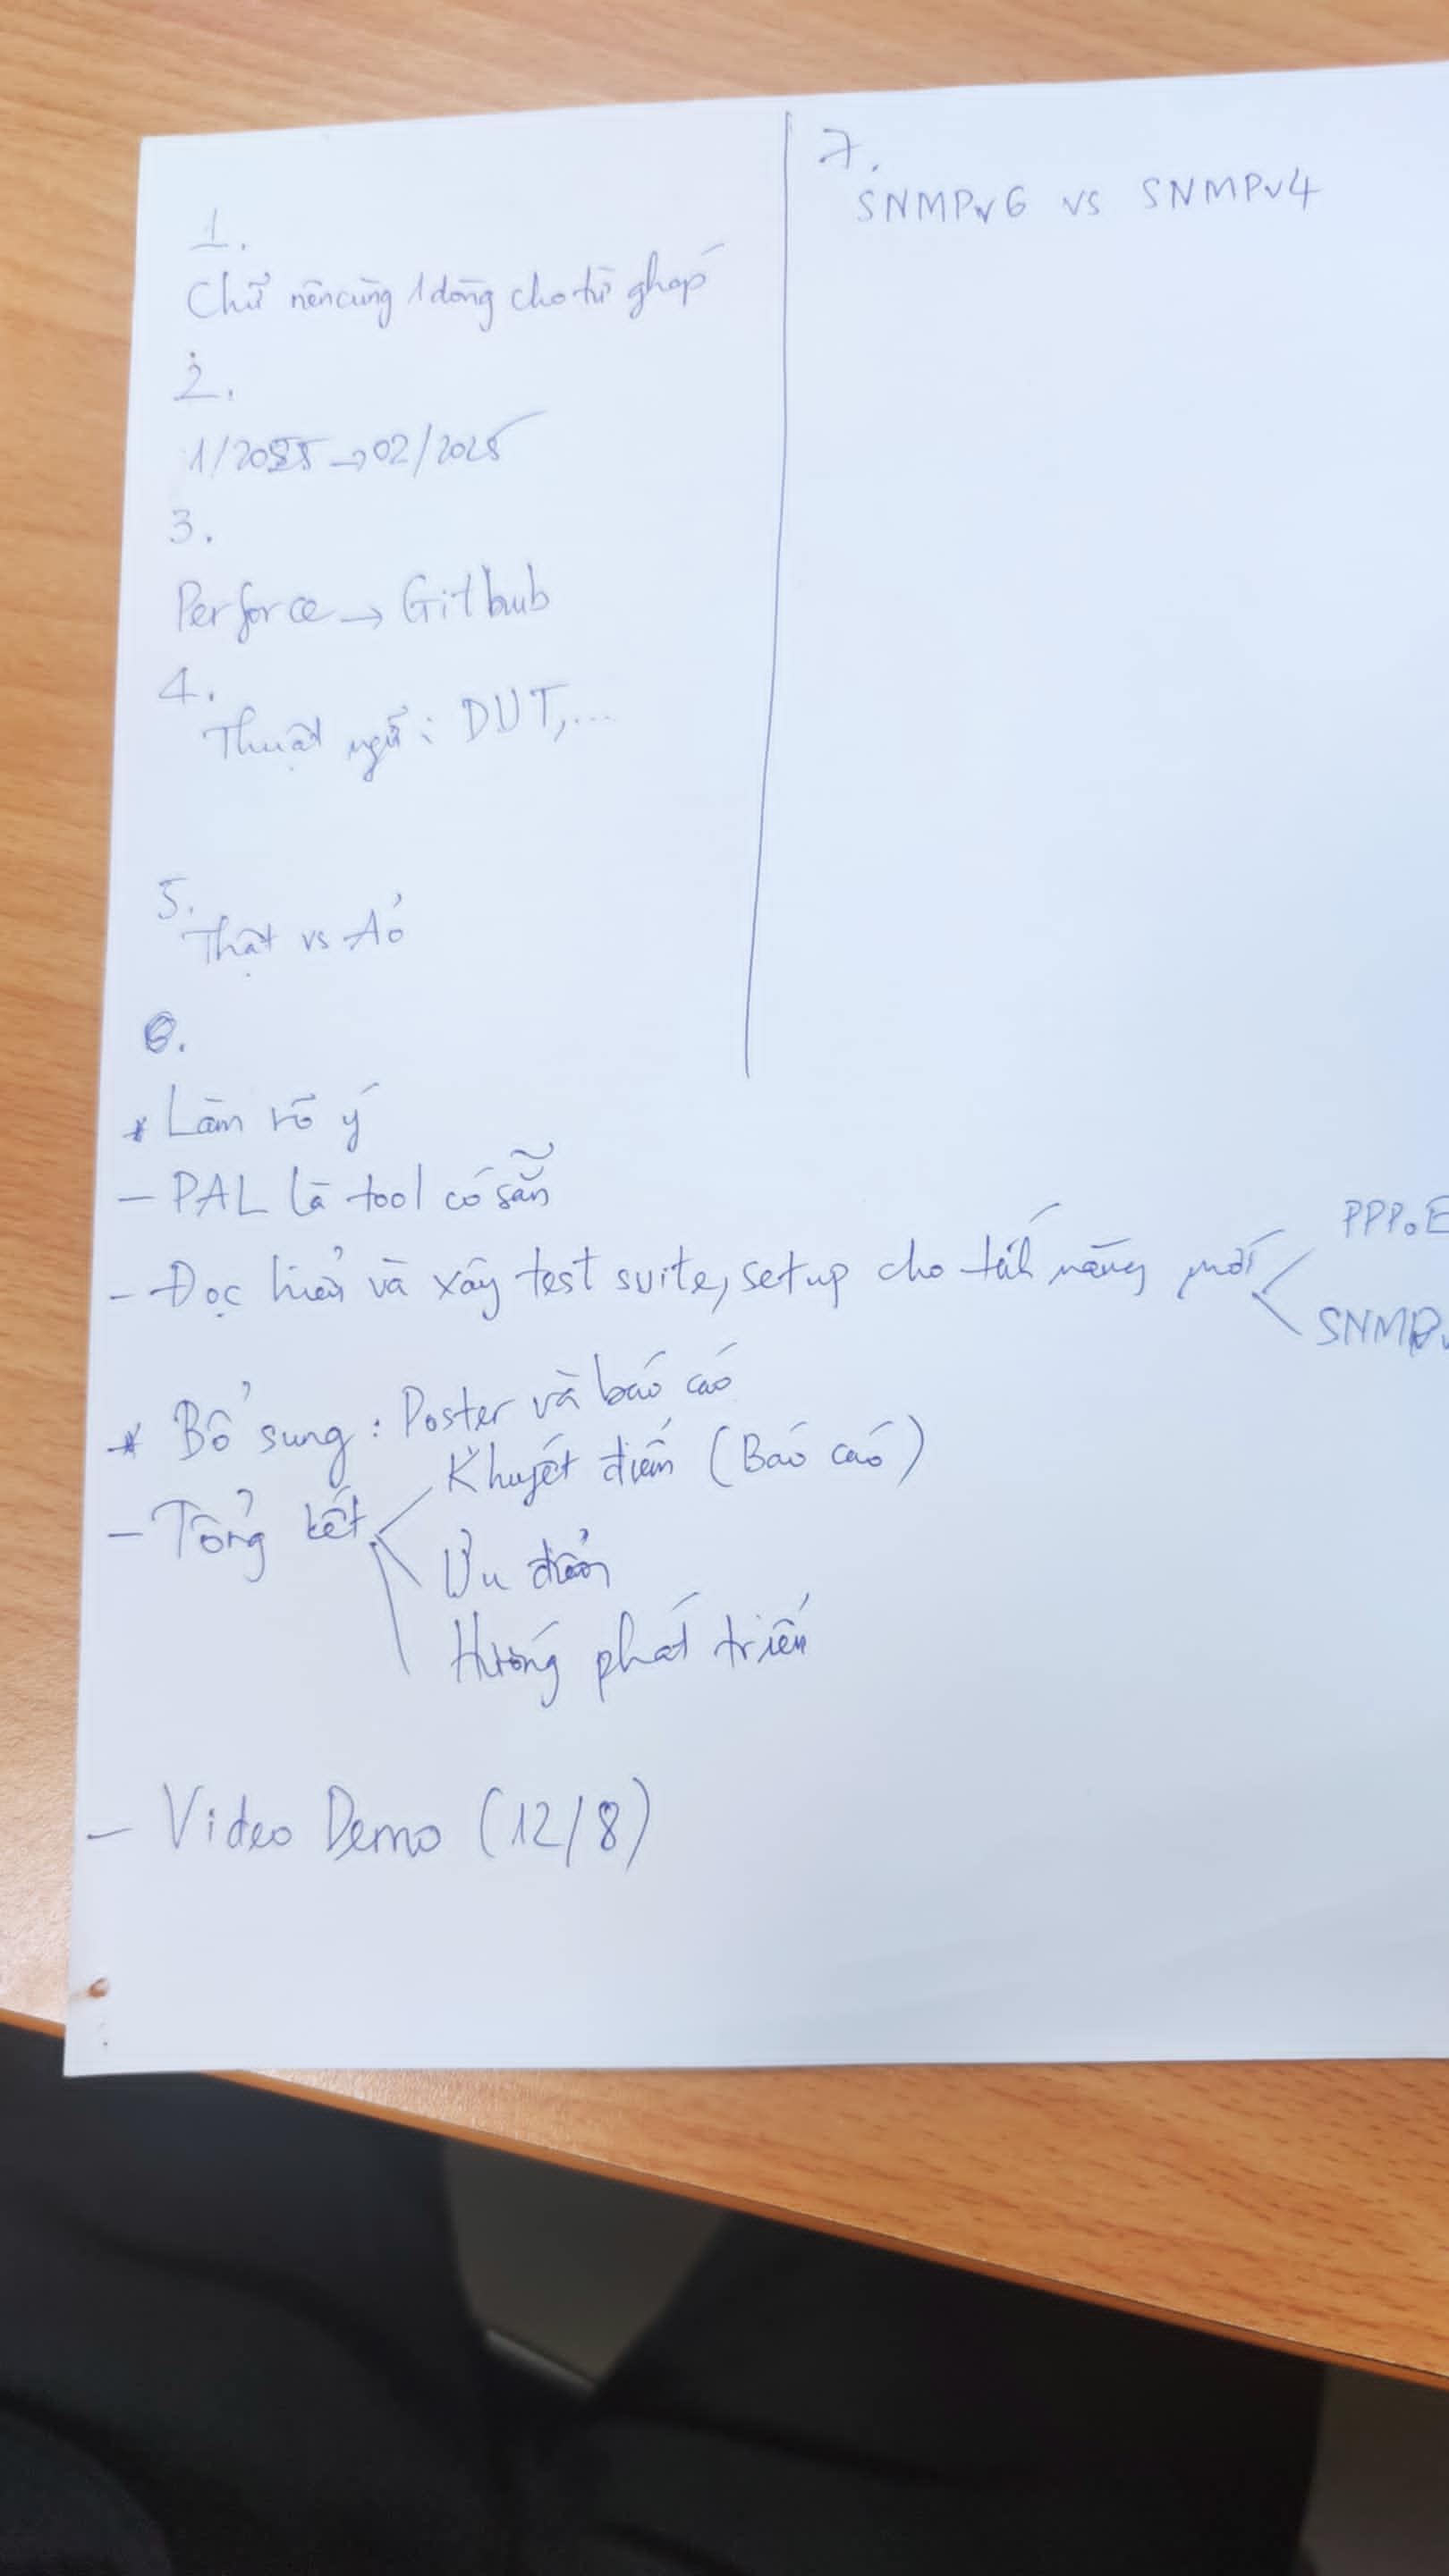 1.
Chữ nên cùng 1 dòng cho từ ghép
2.
1/2025 → 02/2025
3.
Perforce → Github
4.
Thuật ngữ: DUT,...
5.
Thật vs Ảo
6.
* Làm rõ ý
- PAL là tool có sẵn
- Đọc hiểu và xây test suite, setup cho tính năng mới
PPPoE
SNMPv
* Bổ sung: Poster và báo cáo
- Tổng kết
Khuyết điểm (Báo cáo)
Ưu điểm
Hướng phát triển
- Video Demo (12/8)
7.
SNMPv6 vs SNMPv4